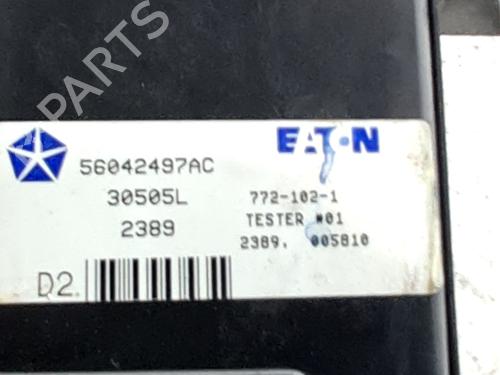 PARTS
56042497AC
30505L
2389
EATON
772-102-1
TESTER #01
2389. 005810
D2.